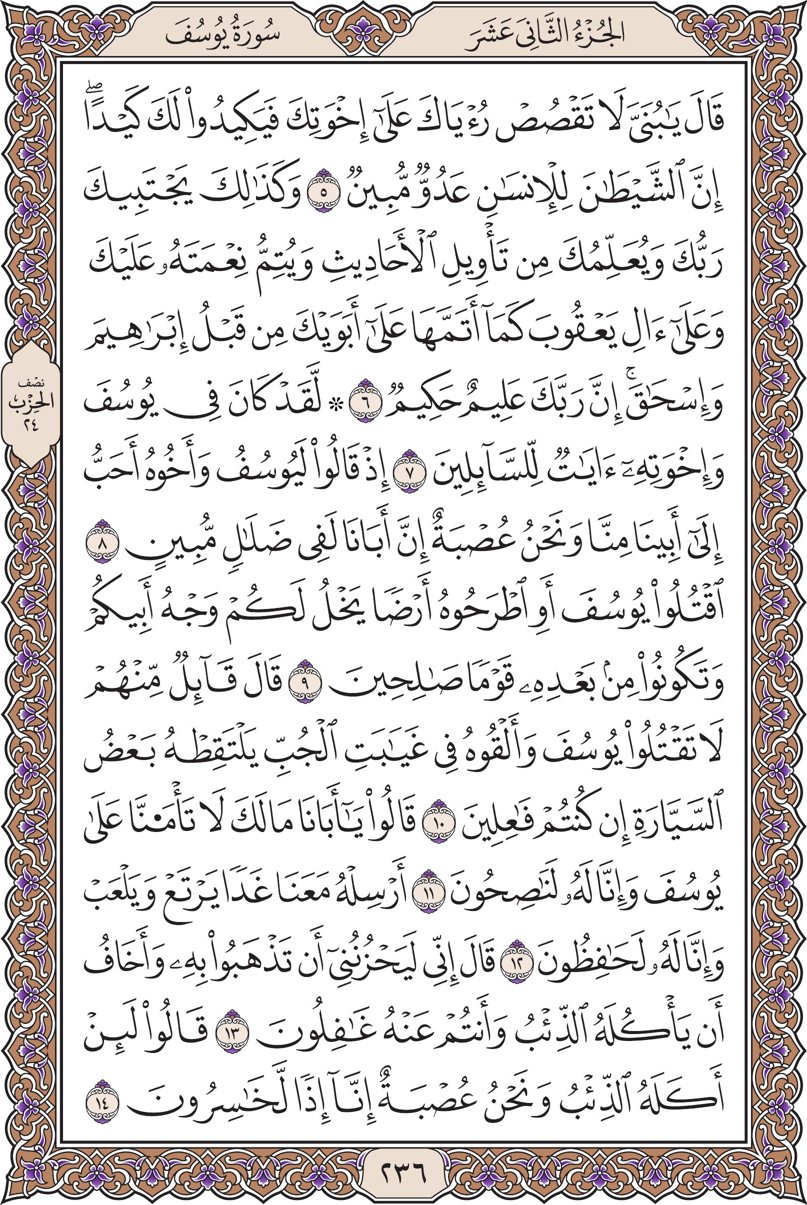 الجُزْءُ الثَّانِيَ عَشَرَ
سُورَةُ يُوسُفَ
قَالَ يَٰبُنَيَّ لَا تَقۡصُصۡ رُءۡيَاكَ عَلَىٰٓ إِخۡوَتِكَ فَيَكِيدُواْ لَكَ كَيۡدًاۖ
إِنَّ ٱلشَّيۡطَٰنَ لِلۡإِنسَٰنِ عَدُوّٞ مُّبِينٞ ٥ وَكَذَٰلِكَ يَجۡتَبِيكَ
رَبُّكَ وَيُعَلِّمُكَ مِن تَأۡوِيلِ ٱلۡأَحَادِيثِ وَيُتِمُّ نِعۡمَتَهُۥ عَلَيۡكَ
وَعَلَىٰٓ ءَالِ يَعۡقُوبَ كَمَآ أَتَمَّهَا عَلَىٰٓ أَبَوَيۡكَ مِن قَبۡلُ إِبۡرَٰهِيمَ
وَإِسۡحَٰقَۚ إِنَّ رَبَّكَ عَلِيمٌ حَكِيمٞ ٦ ۞ لَّقَدۡ كَانَ فِي يُوسُفَ
وَإِخۡوَتِهِۦٓ ءَايَٰتٞ لِّلسَّآئِلِينَ ٧ إِذۡ قَالُواْ لَيُوسُفُ وَأَخُوهُ أَحَبُّ
إِلَىٰٓ أَبِينَا مِنَّا وَنَحۡنُ عُصۡبَةٌ إِنَّ أَبَانَا لَفِي ضَلَٰلٖ مُّبِينٍ ٨
ٱقۡتُلُواْ يُوسُفَ أَوِ ٱطۡرَحُوهُ أَرۡضٗا يَخۡلُ لَكُمۡ وَجۡهُ أَبِيكُمۡ
وَتَكُونُواْ مِنۢ بَعۡدِهِۦ قَوۡمٗا صَٰلِحِينَ ٩ قَالَ قَآئِلٞ مِّنۡهُمۡ
لَا تَقۡتُلُواْ يُوسُفَ وَأَلۡقُوهُ فِي غَيَٰبَتِ ٱلۡجُبِّ يَلۡتَقِطۡهُ بَعۡضُ
ٱلسَّيَّارَةِ إِن كُنتُمۡ فَٰعِلِينَ ١٠ قَالُواْ يَٰٓأَبَانَا مَا لَكَ لَا تَأۡمَ۬نَّا عَلَىٰ
يُوسُفَ وَإِنَّا لَهُۥ لَنَٰصِحُونَ ١١ أَرۡسِلۡهُ مَعَنَا غَدٗا يَرۡتَعۡ وَيَلۡعَبۡ
وَإِنَّا لَهُۥ لَحَٰفِظُونَ ١٢ قَالَ إِنِّي لَيَحۡزُنُنِيٓ أَن تَذۡهَبُواْ بِهِۦ وَأَخَافُ
أَن يَأۡكُلَهُ ٱلذِّئۡبُ وَأَنتُمۡ عَنۡهُ غَٰفِلُونَ ١٣ قَالُواْ لَئِنۡ
أَكَلَهُ ٱلذِّئۡبُ وَنَحۡنُ عُصۡبَةٌ إِنَّآ إِذٗا لَّخَٰسِرُونَ ١٤
نصف
الحزب
٢٤
٢٣٦